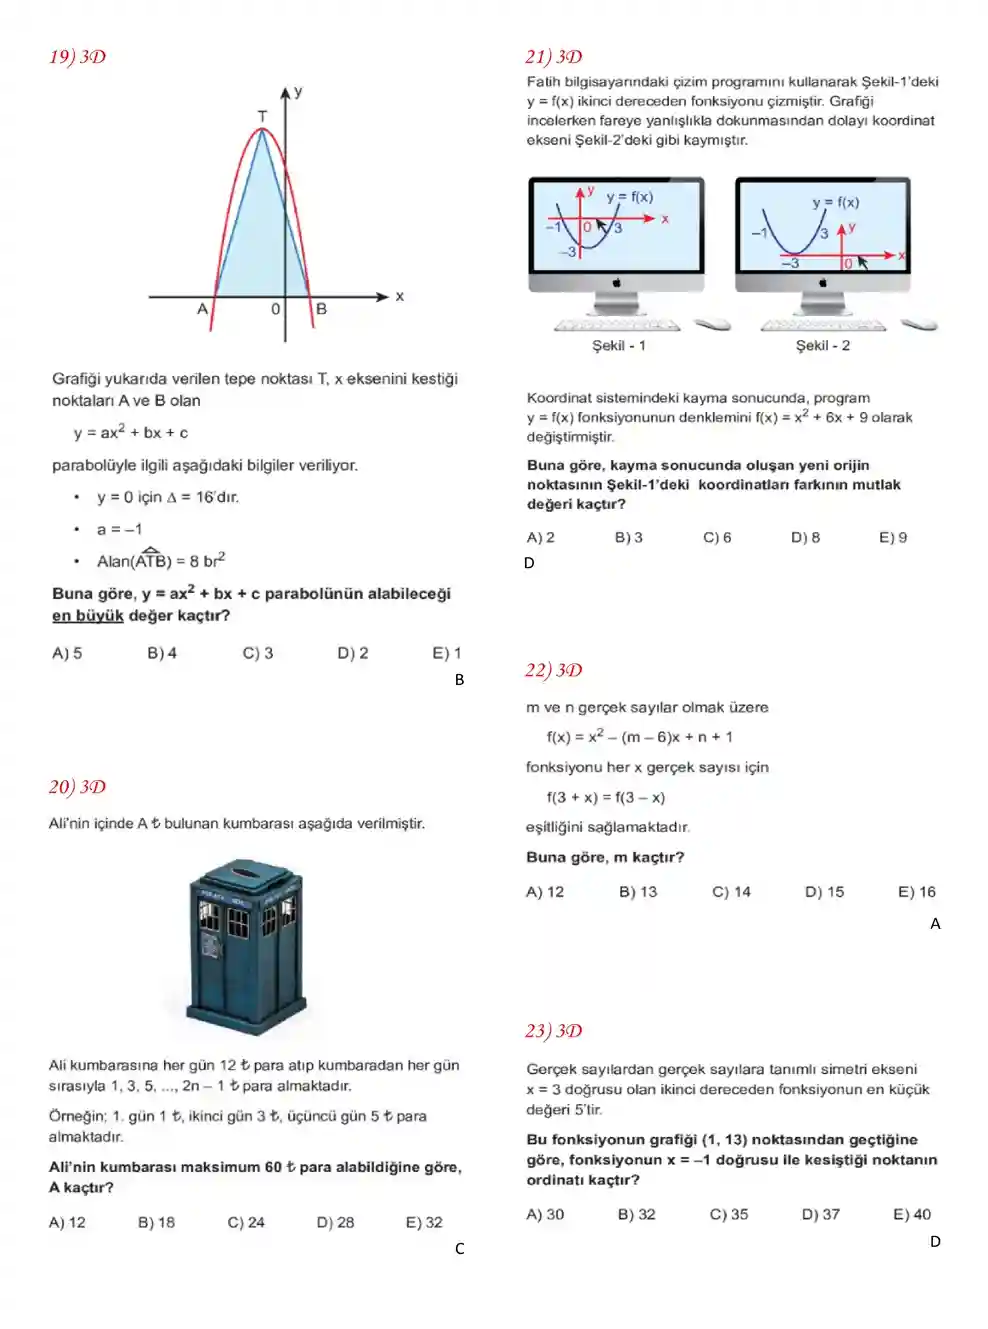 19) 3D
y
T
A
0
B
x
Grafiği yukarıda verilen tepe noktası T, x eksenini kestiği
noktaları A ve B olan
y = ax² + bx + c
parabolüyle ilgili aşağıdaki bilgiler veriliyor.
• y = 0 için Δ = 16'dır.
• a = –1
• Alan(ATB) = 8 br²
Buna göre, y = ax² + bx + c parabolünün alabileceği
en büyük değer kaçtır?
A) 5 B) 4 C) 3 D) 2 E) 1
B
20) 3D
Ali'nin içinde A ₺ bulunan kumbarası aşağıda verilmiştir.
Ali kumbarasına her gün 12 ₺ para atıp kumbaradan her gün
sırasıyla 1, 3, 5, ..., 2n – 1 ₺ para almaktadır.
Örneğin; 1. gün 1 ₺, ikinci gün 3 ₺, üçüncü gün 5 ₺ para
almaktadır.
Ali'nin kumbarası maksimum 60 ₺ para alabildiğine göre,
A kaçtır?
A) 12 B) 18 C) 24 D) 28 E) 32
C
21) 3D
Fatih bilgisayarındaki çizim programını kullanarak Şekil-1'deki
y = f(x) ikinci dereceden fonksiyonu çizmiştir. Grafiği
incelerken fareye yanlışlıkla dokunmasından dolayı koordinat
ekseni Şekil-2'deki gibi kaymıştır.
y
y = f(x)
x
–1
0
3
–3
y = f(x)
–1
3
y
x
–3
0
Şekil - 1
Şekil - 2
Koordinat sistemindeki kayma sonucunda, program
y = f(x) fonksiyonunun denklemini f(x) = x² + 6x + 9 olarak
değiştirmiştir.
Buna göre, kayma sonucunda oluşan yeni orijin
noktasının Şekil-1'deki koordinatları farkının mutlak
değeri kaçtır?
A) 2 B) 3 C) 6 D) 8 E) 9
D
22) 3D
m ve n gerçek sayılar olmak üzere
f(x) = x² – (m – 6)x + n + 1
fonksiyonu her x gerçek sayısı için
f(3 + x) = f(3 – x)
eşitliğini sağlamaktadır.
Buna göre, m kaçtır?
A) 12 B) 13 C) 14 D) 15 E) 16
A
23) 3D
Gerçek sayılardan gerçek sayılara tanımlı simetri ekseni
x = 3 doğrusu olan ikinci dereceden fonksiyonun en küçük
değeri 5'tir.
Bu fonksiyonun grafiği (1, 13) noktasından geçtiğine
göre, fonksiyonun x = –1 doğrusu ile kesiştiği noktanın
ordinatı kaçtır?
A) 30 B) 32 C) 35 D) 37 E) 40
D